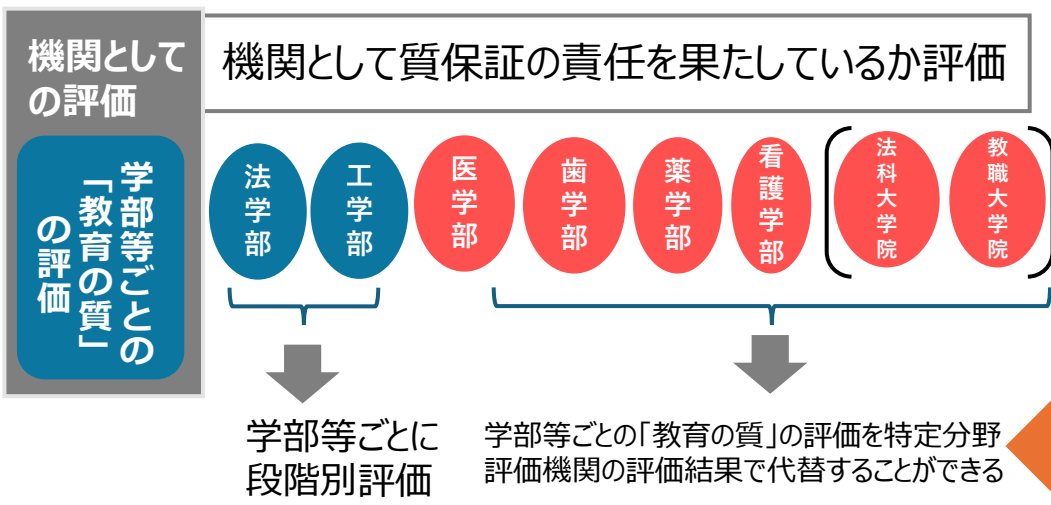 機関として
の評価
機関として質保証の責任を果たしているか評価
学部等ごとの
「教育の質」
の評価
法学部
工学部
医学部
歯学部
薬学部
看護学部
法科大学院
教職大学院
学部等ごとに
段階別評価
学部等ごとの「教育の質」の評価を特定分野
評価機関の評価結果で代替することができる